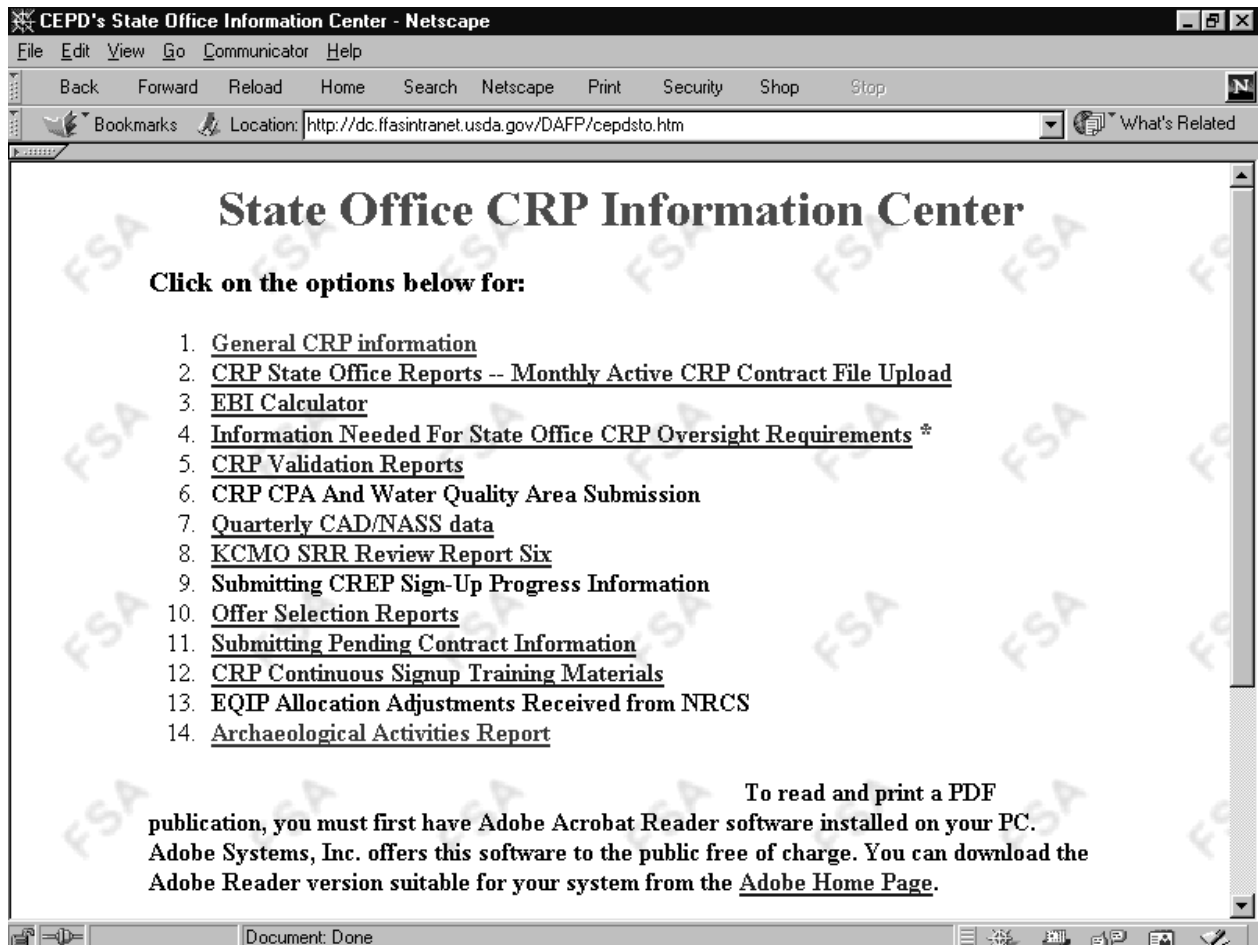 CEPD's State Office Information Center - Netscape
File Edit View Go Communicator Help
Back Forward Reload Home Search Netscape Print Security Shop Stop
N
Bookmarks Location: http://dc.ffasintranet.usda.gov/DAFP/cepdsto.htm What's Related
State Office CRP Information Center
Click on the options below for:
1. General CRP information
2. CRP State Office Reports -- Monthly Active CRP Contract File Upload
3. EBI Calculator
4. Information Needed For State Office CRP Oversight Requirements *
5. CRP Validation Reports
6. CRP CPA And Water Quality Area Submission
7. Quarterly CAD/NASS data
8. KCMO SRR Review Report Six
9. Submitting CREP Sign-Up Progress Information
10. Offer Selection Reports
11. Submitting Pending Contract Information
12. CRP Continuous Signup Training Materials
13. EQIP Allocation Adjustments Received from NRCS
14. Archaeological Activities Report
To read and print a PDF
publication, you must first have Adobe Acrobat Reader software installed on your PC.
Adobe Systems, Inc. offers this software to the public free of charge. You can download the
Adobe Reader version suitable for your system from the Adobe Home Page.
Document: Done
FSA